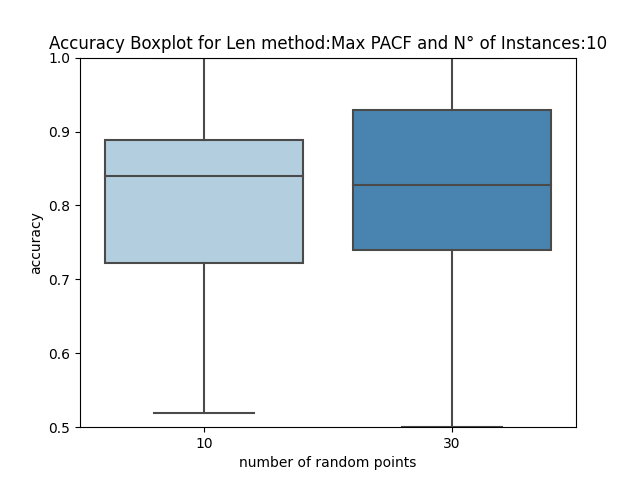 Accuracy Boxplot for Len method:Max PACF and N° of Instances:10
1.0
0.9
0.8
0.7
0.6
0.5
accuracy
10 30
number of random points